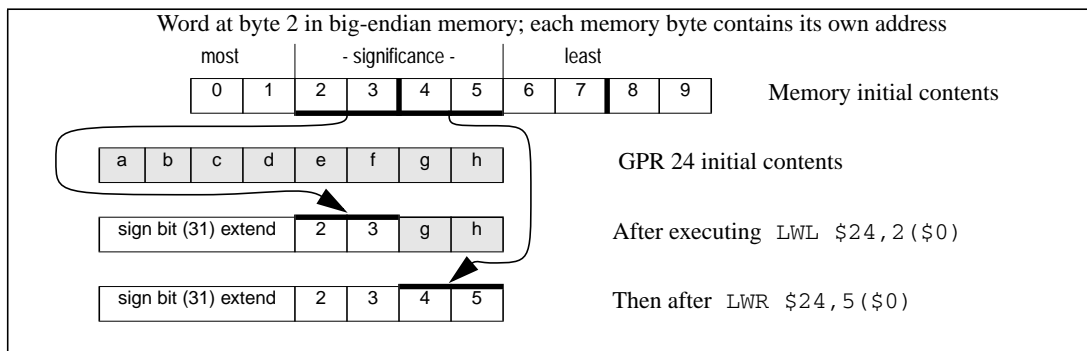 Word at byte 2 in big-endian memory; each memory byte contains its own address
most - significance - least
0 1 2 3 4 5 6 7 8 9 Memory initial contents
a b c d e f g h GPR 24 initial contents
sign bit (31) extend 2 3 g h After executing LWL $24,2($0)
sign bit (31) extend 2 3 4 5 Then after LWR $24,5($0)